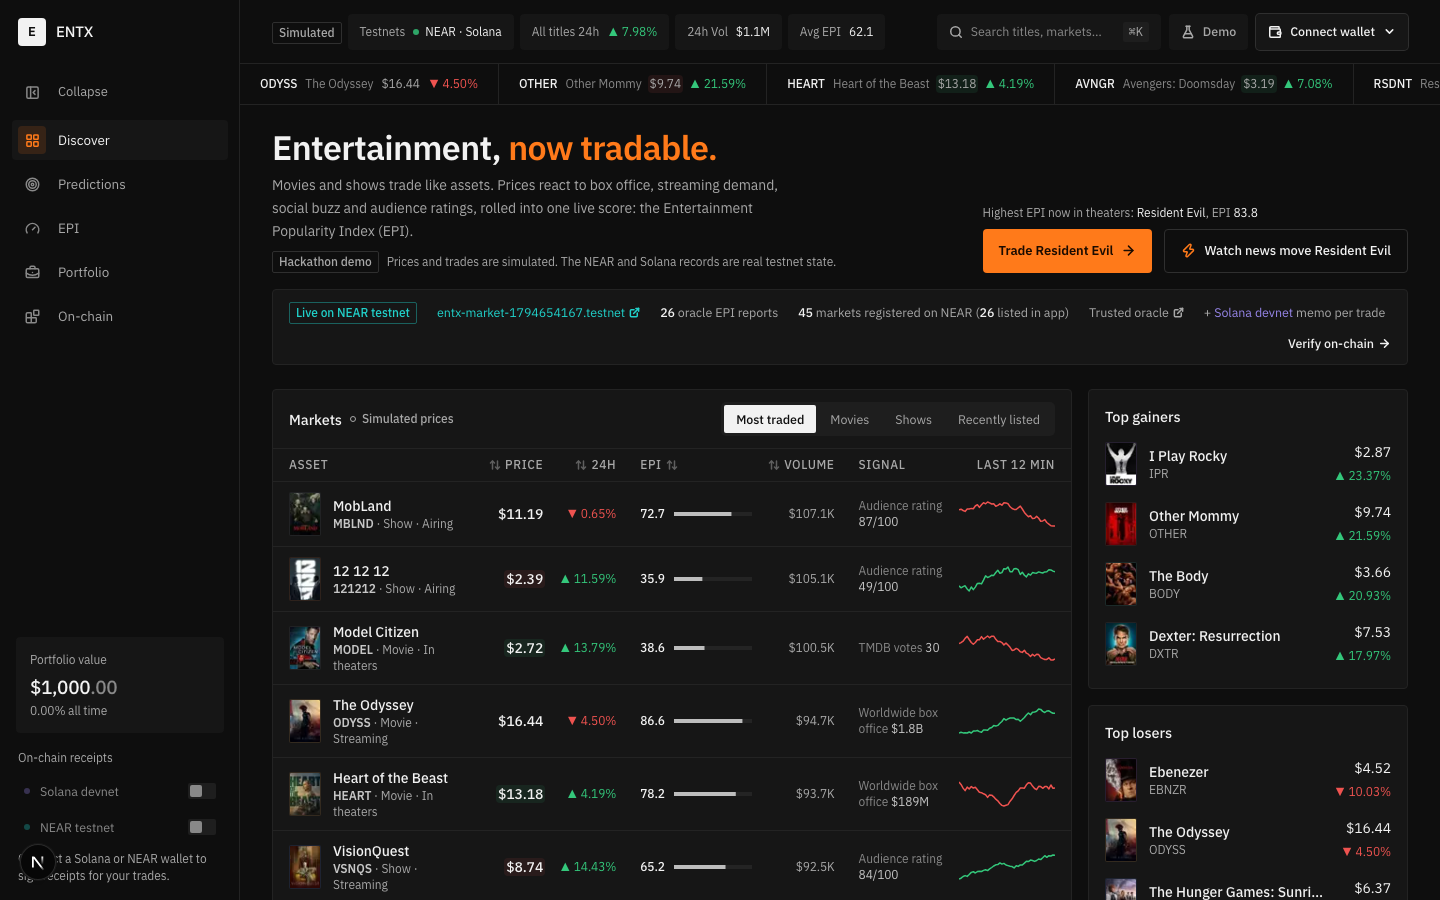 E ENTX
Collapse
Discover
Predictions
EPI
Portfolio
On-chain
Portfolio value
$1,000.00
0.00% all time
On-chain receipts
Solana devnet
NEAR testnet
t a Solana or NEAR wallet to
receipts for your trades.
N
Simulated Testnets NEAR · Solana All titles 24h ▲ 7.98% 24h Vol $1.1M Avg EPI 62.1 Search titles, markets... ⌘K Demo Connect wallet
ODYSS The Odyssey $16.44 ▼ 4.50% OTHER Other Mommy $9.74 ▲ 21.59% HEART Heart of the Beast $13.18 ▲ 4.19% AVNGR Avengers: Doomsday $3.19 ▲ 7.08% RSDNT Res
Entertainment, now tradable.
Movies and shows trade like assets. Prices react to box office, streaming demand,
social buzz and audience ratings, rolled into one live score: the Entertainment
Popularity Index (EPI).
Hackathon demo Prices and trades are simulated. The NEAR and Solana records are real testnet state.
Highest EPI now in theaters: Resident Evil, EPI 83.8
Trade Resident Evil → Watch news move Resident Evil
Live on NEAR testnet entx-market-1794654167.testnet 26 oracle EPI reports 45 markets registered on NEAR (26 listed in app) Trusted oracle + Solana devnet memo per trade
Verify on-chain →
Markets Simulated prices Most traded Movies Shows Recently listed
ASSET PRICE 24H EPI VOLUME SIGNAL LAST 12 MIN
MobLand
MBLND · Show · Airing
$11.19 ▼ 0.65% 72.7 $107.1K
Audience rating
87/100
12 12 12
121212 · Show · Airing
$2.39 ▲ 11.59% 35.9 $105.1K
Audience rating
49/100
Model Citizen
MODEL · Movie · In
theaters
$2.72 ▲ 13.79% 38.6 $100.5K
TMDB votes 30
The Odyssey
ODYSS · Movie ·
Streaming
$16.44 ▼ 4.50% 86.6 $94.7K
Worldwide box
office $1.8B
Heart of the Beast
HEART · Movie · In
theaters
$13.18 ▲ 4.19% 78.2 $93.7K
Worldwide box
office $189M
VisionQuest
VSNQS · Show ·
Streaming
$8.74 ▲ 14.43% 65.2 $92.5K
Audience rating
84/100
Top gainers
I Play Rocky $2.87
IPR ▲ 23.37%
Other Mommy $9.74
OTHER ▲ 21.59%
The Body $3.66
BODY ▲ 20.93%
Dexter: Resurrection $7.53
DXTR ▲ 17.97%
Top losers
Ebenezer $4.52
EBNZR ▼ 10.03%
The Odyssey $16.44
ODYSS ▼ 4.50%
The Hunger Games: Sunri... $6.37